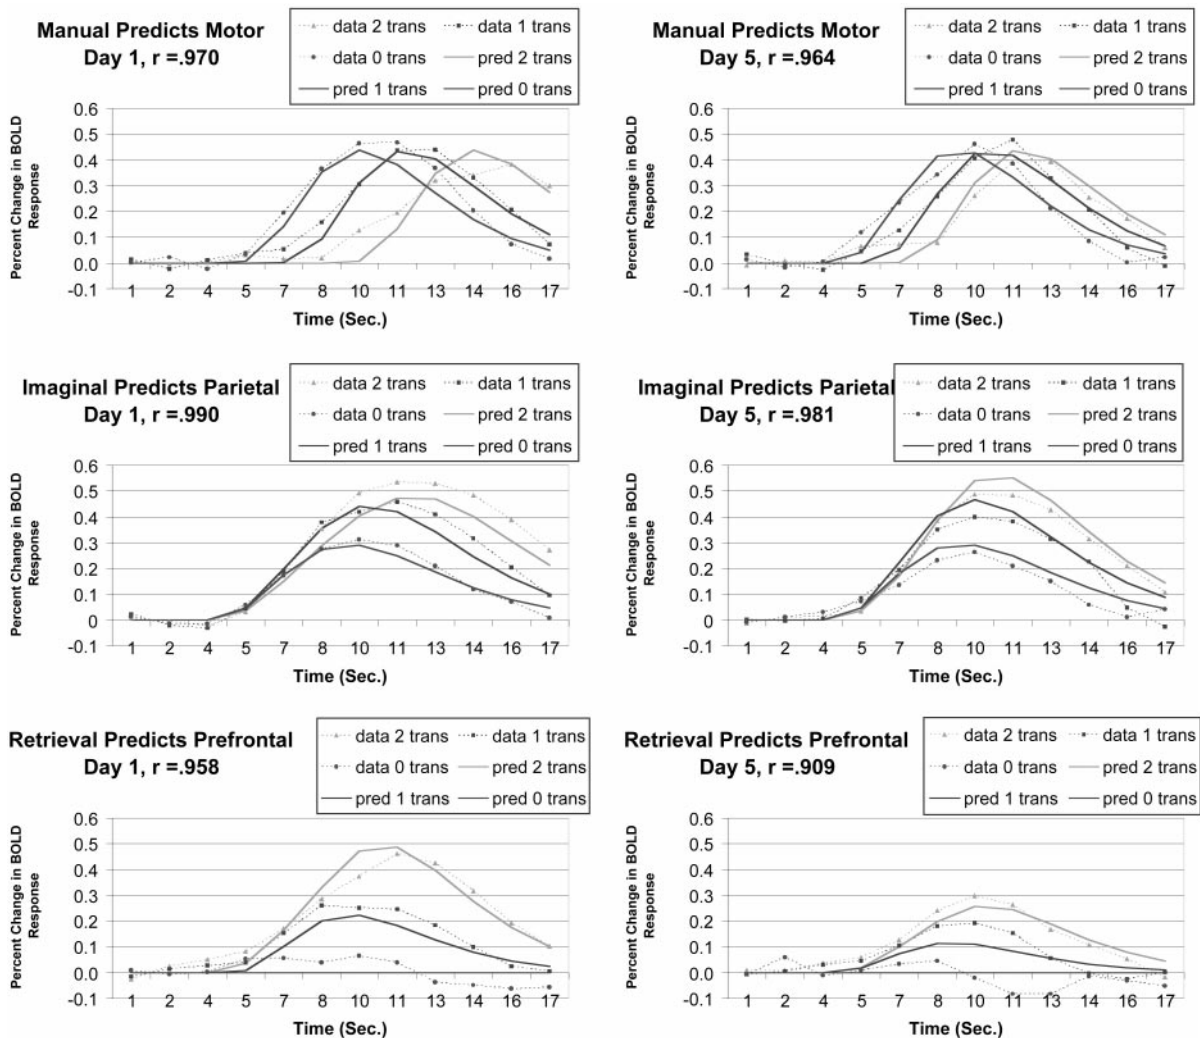 Manual Predicts Motor
Day 1, r =.970
data 2 trans data 1 trans
data 0 trans pred 2 trans
pred 1 trans pred 0 trans
Percent Change in BOLD
Response
0.6
0.5
0.4
0.3
0.2
0.1
0.0
-0.1
1 2 4 5 7 8 10 11 13 14 16 17
Time (Sec.)
Manual Predicts Motor
Day 5, r =.964
data 2 trans data 1 trans
data 0 trans pred 2 trans
pred 1 trans pred 0 trans
Percent Change in BOLD
Response
0.6
0.5
0.4
0.3
0.2
0.1
0.0
-0.1
1 2 4 5 7 8 10 11 13 14 16 17
Time (Sec.)
Imaginal Predicts Parietal
Day 1, r =.990
data 2 trans data 1 trans
data 0 trans pred 2 trans
pred 1 trans pred 0 trans
Percent Change in BOLD
Response
0.6
0.5
0.4
0.3
0.2
0.1
0
-0.1
1 2 4 5 7 8 10 11 13 14 16 17
Time (Sec.)
Imaginal Predicts Parietal
Day 5, r =.981
data 2 trans data 1 trans
data 0 trans pred 2 trans
pred 1 trans pred 0 trans
Percent Change in BOLD
Response
0.6
0.5
0.4
0.3
0.2
0.1
0
-0.1
1 2 4 5 7 8 10 11 13 14 16 17
Time (Sec.)
Retrieval Predicts Prefrontal
Day 1, r =.958
data 2 trans data 1 trans
data 0 trans pred 2 trans
pred 1 trans pred 0 trans
Percent Change in BOLD
Response
0.6
0.5
0.4
0.3
0.2
0.1
0.0
-0.1
1 2 4 5 7 8 10 11 13 14 16 17
Time (Sec.)
Retrieval Predicts Prefrontal
Day 5, r =.909
data 2 trans data 1 trans
data 0 trans pred 2 trans
pred 1 trans pred 0 trans
Percent Change in BOLD
Response
0.6
0.5
0.4
0.3
0.2
0.1
0.0
-0.1
1 2 4 5 7 8 10 11 13 14 16 17
Time (Sec.)